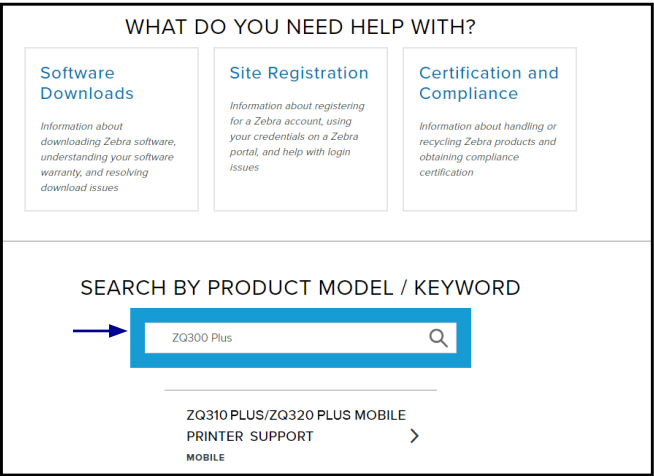 WHAT DO YOU NEED HELP WITH?
Software
Downloads
Information about
downloading Zebra software,
understanding your software
warranty, and resolving
download issues
Site Registration
Information about registering
for a Zebra account, using
your credentials on a Zebra
portal, and help with login
issues
Certification and
Compliance
Information about handling or
recycling Zebra products and
obtaining compliance
certification
SEARCH BY PRODUCT MODEL / KEYWORD
ZQ300 Plus
ZQ310 PLUS/ZQ320 PLUS MOBILE
PRINTER SUPPORT
MOBILE